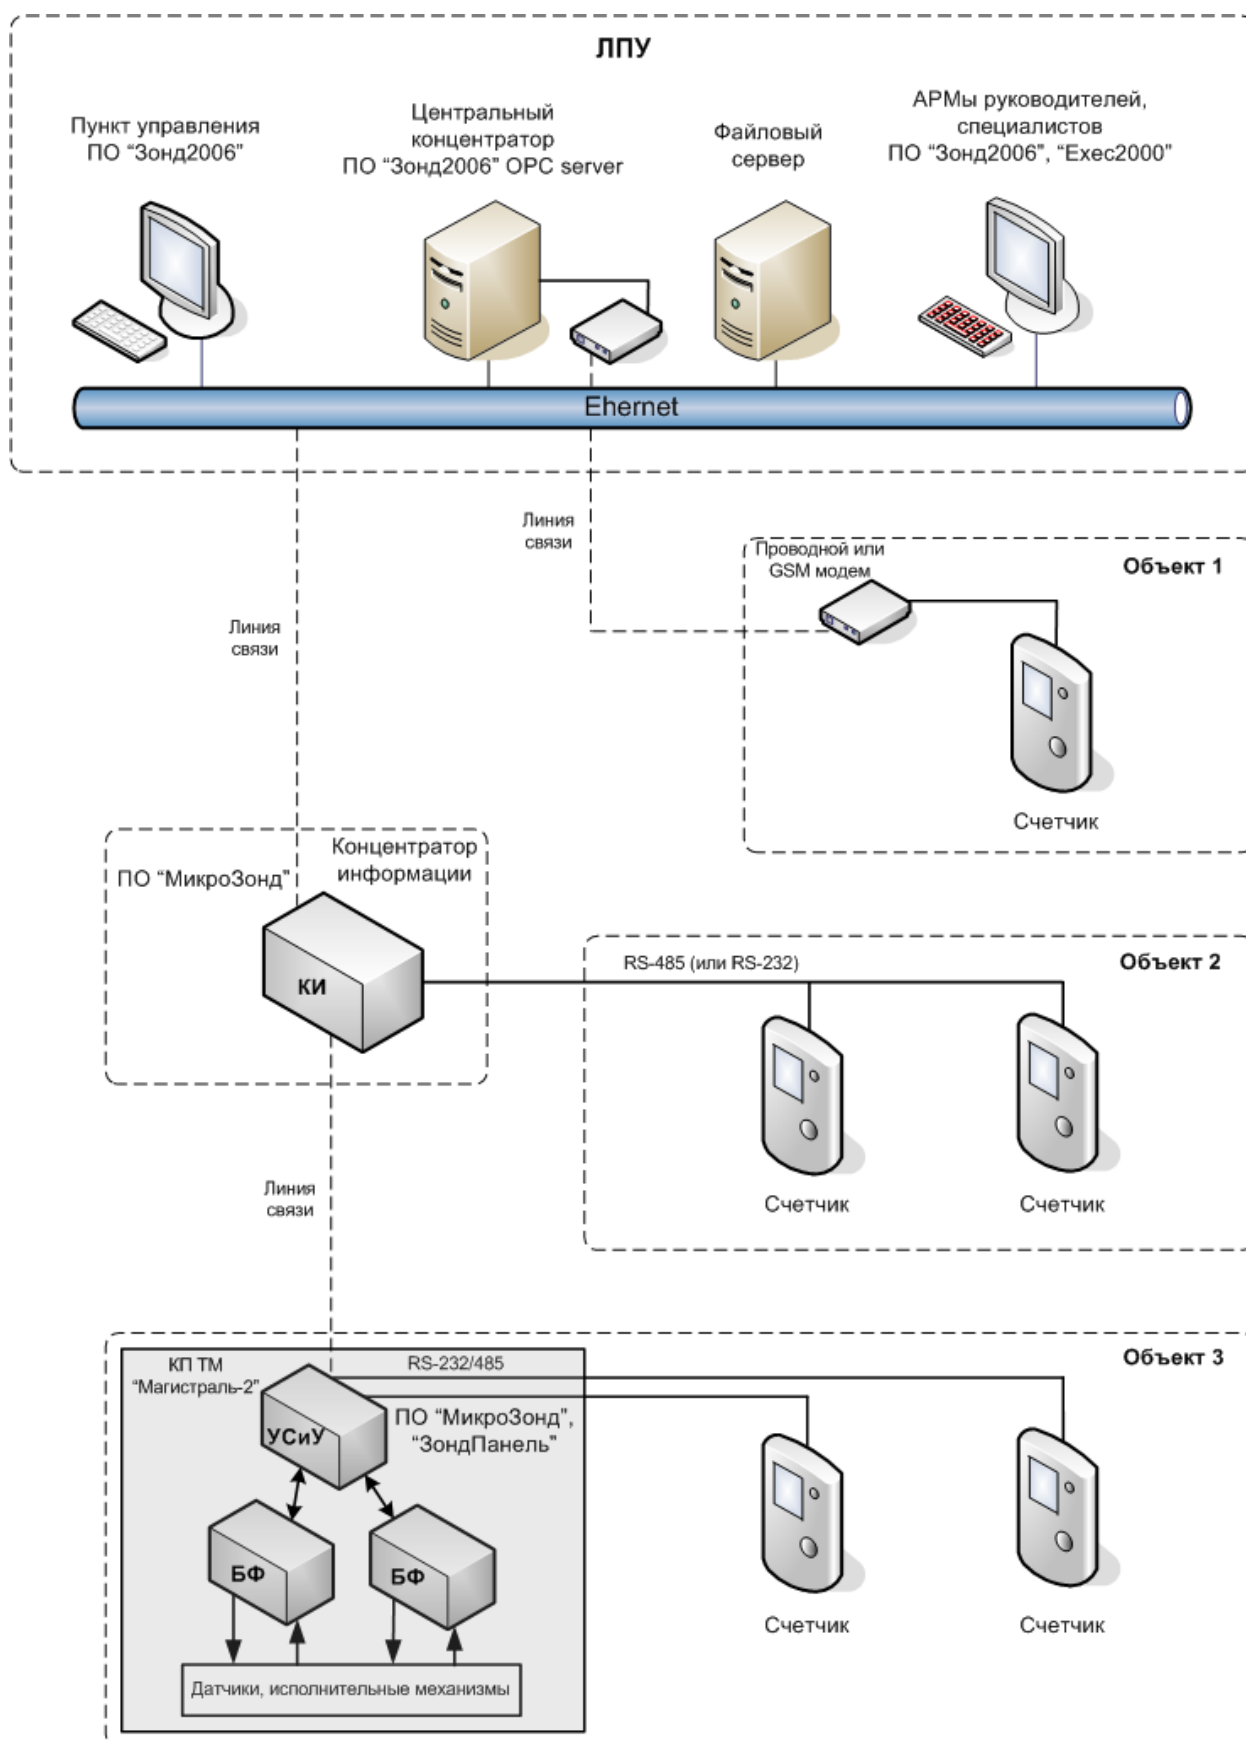 ЛПУ
Пункт управления
ПО “Зонд2006”
Центральный
концентратор
ПО “Зонд2006” OPC server
Файловый
сервер
АРМы руководителей,
специалистов
ПО “Зонд2006”, “Exec2000”
Ehernet
Линия
связи
Проводной или
GSM модем
Объект 1
Линия
связи
Счетчик
Концентратор
информации
ПО “МикроЗонд”
КИ
RS-485 (или RS-232)
Объект 2
Счетчик
Счетчик
Линия
связи
Объект 3
КП ТМ
“Магистраль-2”
RS-232/485
ПО “МикроЗонд”,
“ЗондПанель”
УСиУ
БФ
БФ
Счетчик
Счетчик
Датчики, исполнительные механизмы